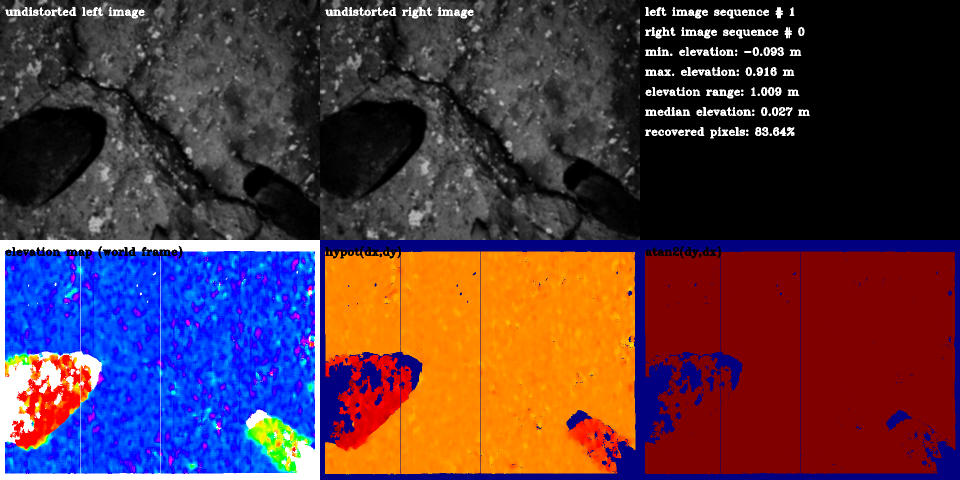 undistorted left image
undistorted right image
left image sequence # 1
right image sequence # 0
min. elevation: -0.093 m
max. elevation: 0.916 m
elevation range: 1.009 m
median elevation: 0.027 m
recovered pixels: 83.64%
elevation map (world frame)
hypot(dx,dy)
atan2(dy,dx)